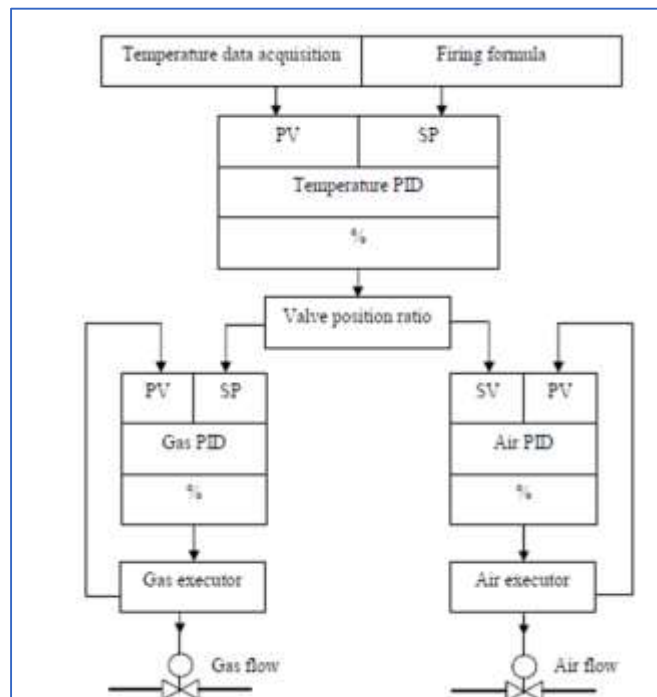 Temperature data acquisition
Firing formula
PV
SP
Temperature PID
%
Valve position ratio
PV
SP
SV
PV
Gas PID
Air PID
%
%
Gas executor
Air executor
Gas flow
Air flow